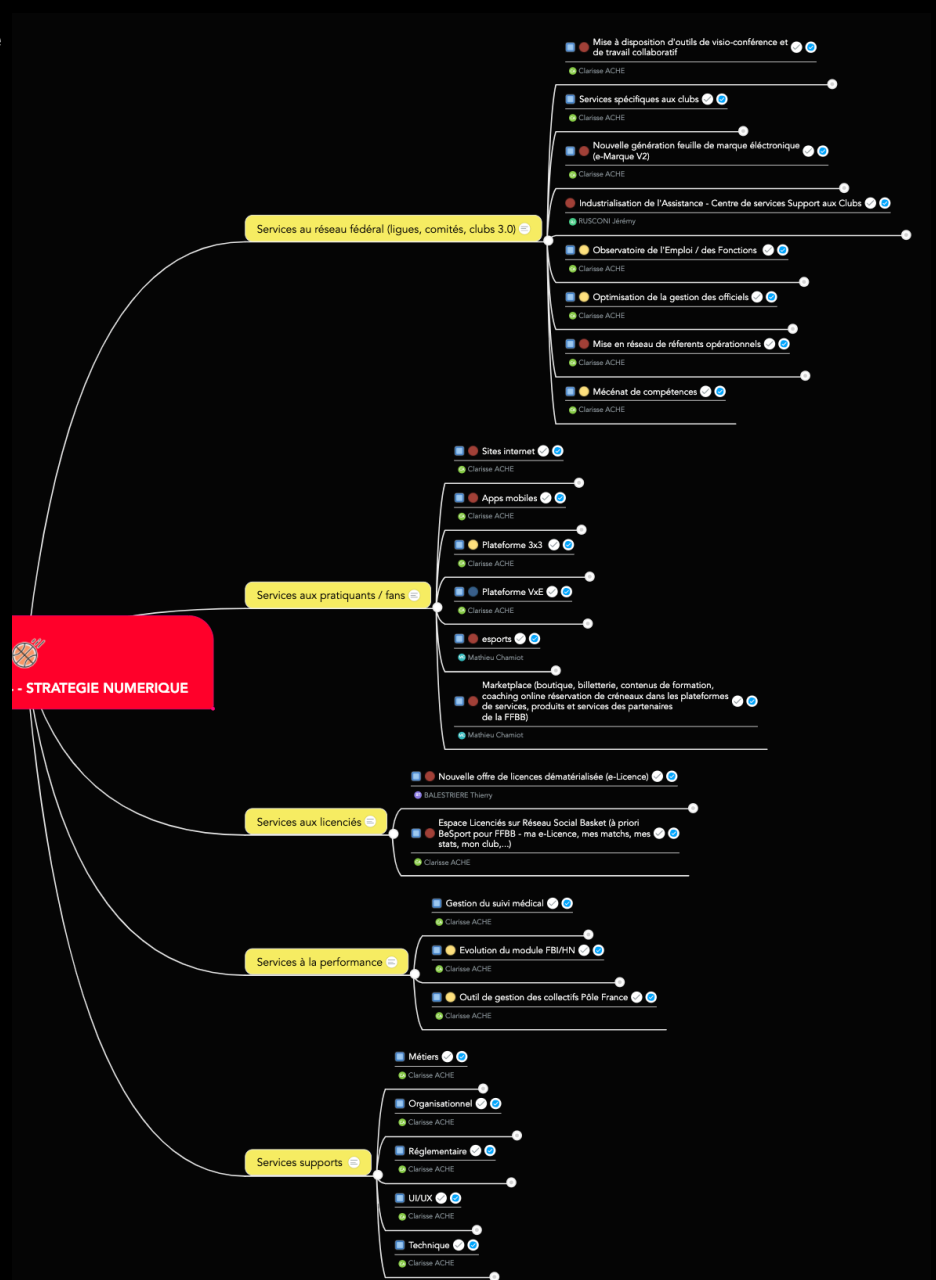 Mise à disposition d'outils de visio-conférence et
de travail collaboratif
Clarisse ACHE
Services spécifiques aux clubs
Clarisse ACHE
Nouvelle génération feuille de marque éléctronique
(e-Marque V2)
Clarisse ACHE
Industrialisation de l'Assistance - Centre de services Support aux Clubs
RUSCONI Jérémy
Services au réseau fédéral (ligues, comités, clubs 3.0)
Observatoire de l'Emploi / des Fonctions
Clarisse ACHE
Optimisation de la gestion des officiels
Clarisse ACHE
Mise en réseau de réferents opérationnels
Clarisse ACHE
Mécénat de compétences
Clarisse ACHE
Sites internet
Clarisse ACHE
Apps mobiles
Clarisse ACHE
Plateforme 3x3
Clarisse ACHE
Services aux pratiquants / fans
Plateforme VxE
Clarisse ACHE
esports
Mathieu Chamiot
Marketplace (boutique, billetterie, contenus de formation,
coaching online réservation de créneaux dans les plateformes
de services, produits et services des partenaires
de la FFBB)
Mathieu Chamiot
- STRATEGIE NUMERIQUE
Nouvelle offre de licences dématérialisée (e-Licence)
BALESTRIERE Thierry
Services aux licenciés
Espace Licenciés sur Réseau Social Basket (à priori
BeSport pour FFBB - ma e-Licence, mes matchs, mes
stats, mon club,...)
Clarisse ACHE
Gestion du suivi médical
Clarisse ACHE
Services à la performance
Evolution du module FBI/HN
Clarisse ACHE
Outil de gestion des collectifs Pôle France
Clarisse ACHE
Métiers
Clarisse ACHE
Organisationnel
Clarisse ACHE
Services supports
Réglementaire
Clarisse ACHE
UI/UX
Clarisse ACHE
Technique
Clarisse ACHE